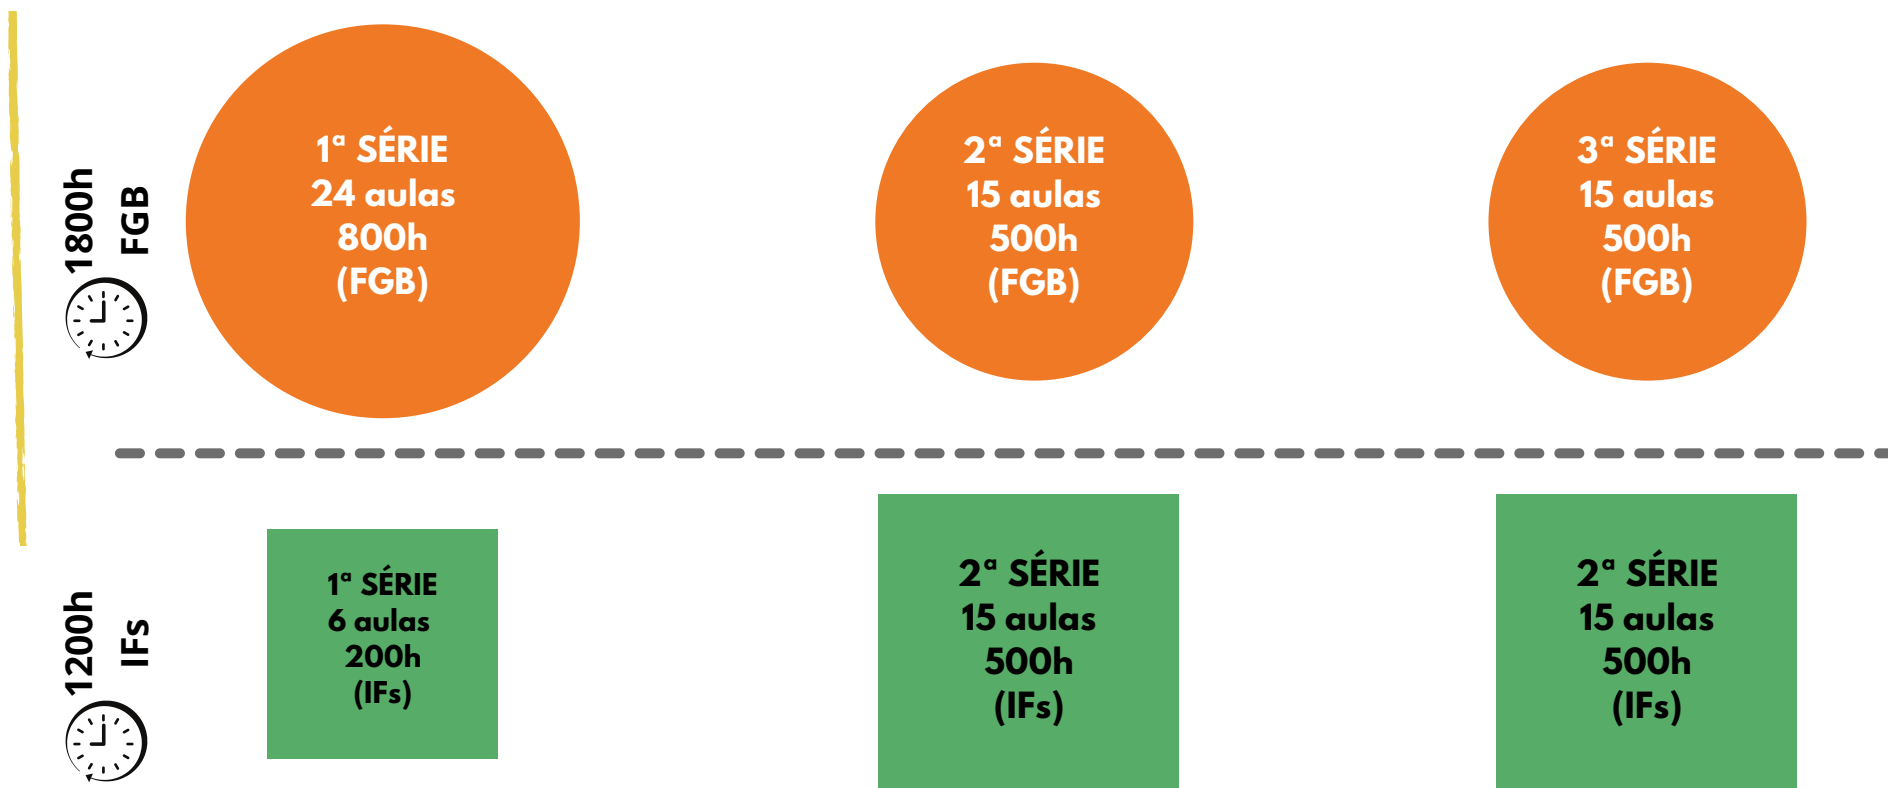 1800h
FGB
1ª SÉRIE
24 aulas
800h
(FGB)
2ª SÉRIE
15 aulas
500h
(FGB)
3ª SÉRIE
15 aulas
500h
(FGB)
1200h
IFs
1ª SÉRIE
6 aulas
200h
(IFs)
2ª SÉRIE
15 aulas
500h
(IFs)
2ª SÉRIE
15 aulas
500h
(IFs)